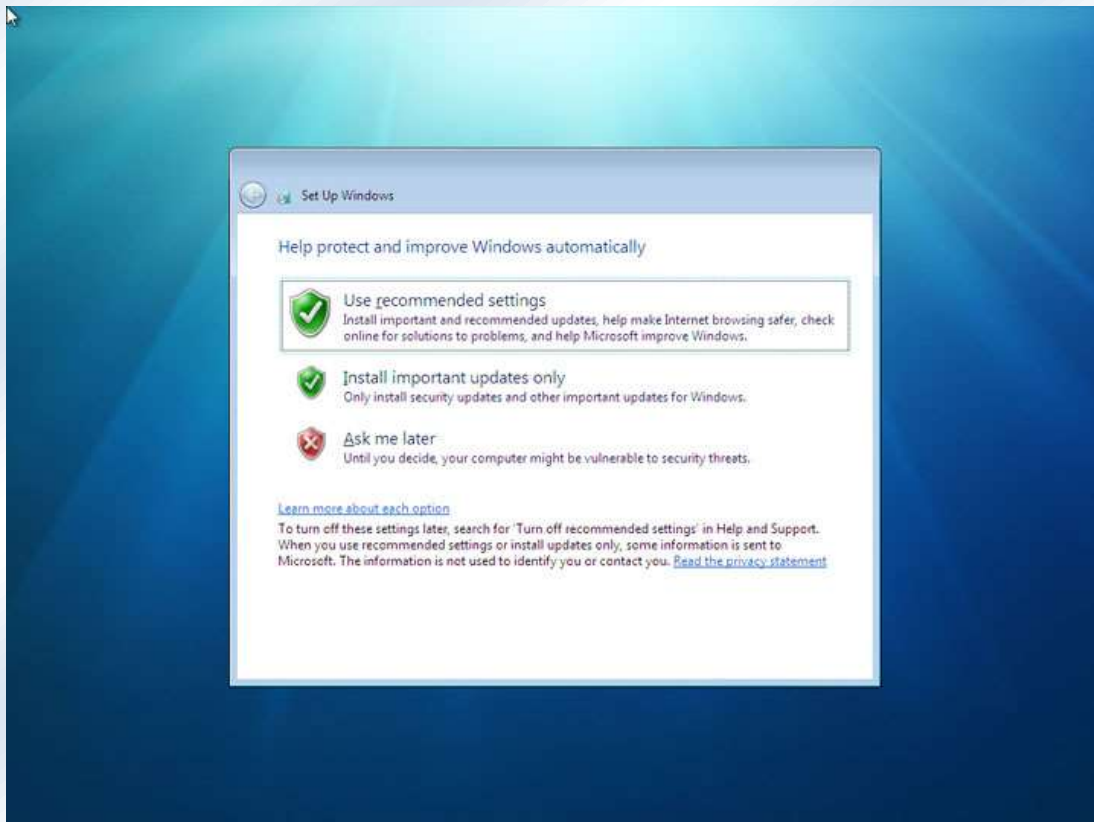 Set Up Windows
Help protect and improve Windows automatically
Use recommended settings
Install important and recommended updates, help make Internet browsing safer, check
online for solutions to problems, and help Microsoft improve Windows.
Install important updates only
Only install security updates and other important updates for Windows.
Ask me later
Until you decide, your computer might be vulnerable to security threats.
Learn more about each option
To turn off these settings later, search for 'Turn off recommended settings' in Help and Support.
When you use recommended settings or install updates only, some information is sent to
Microsoft. The information is not used to identify you or contact you. Read the privacy statement